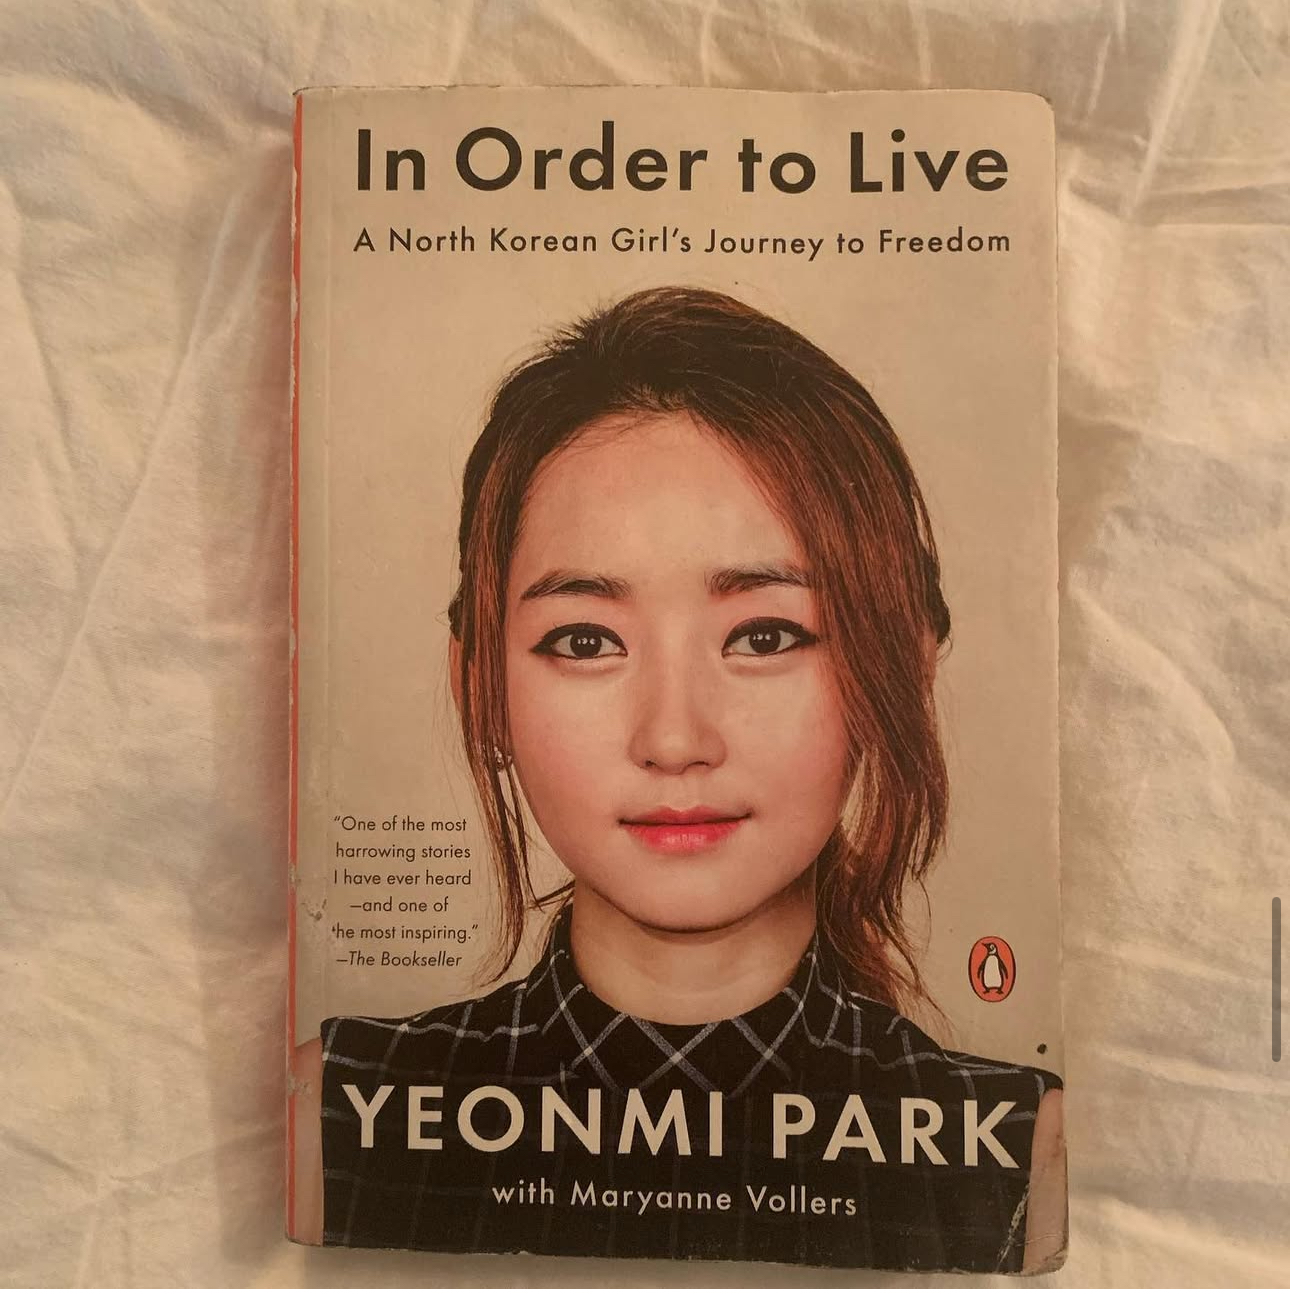 In Order to Live
A North Korean Girl's Journey to Freedom
"One of the most
harrowing stories
I have ever heard
—and one of
the most inspiring."
—The Bookseller
YEONMI PARK
with Maryanne Vollers